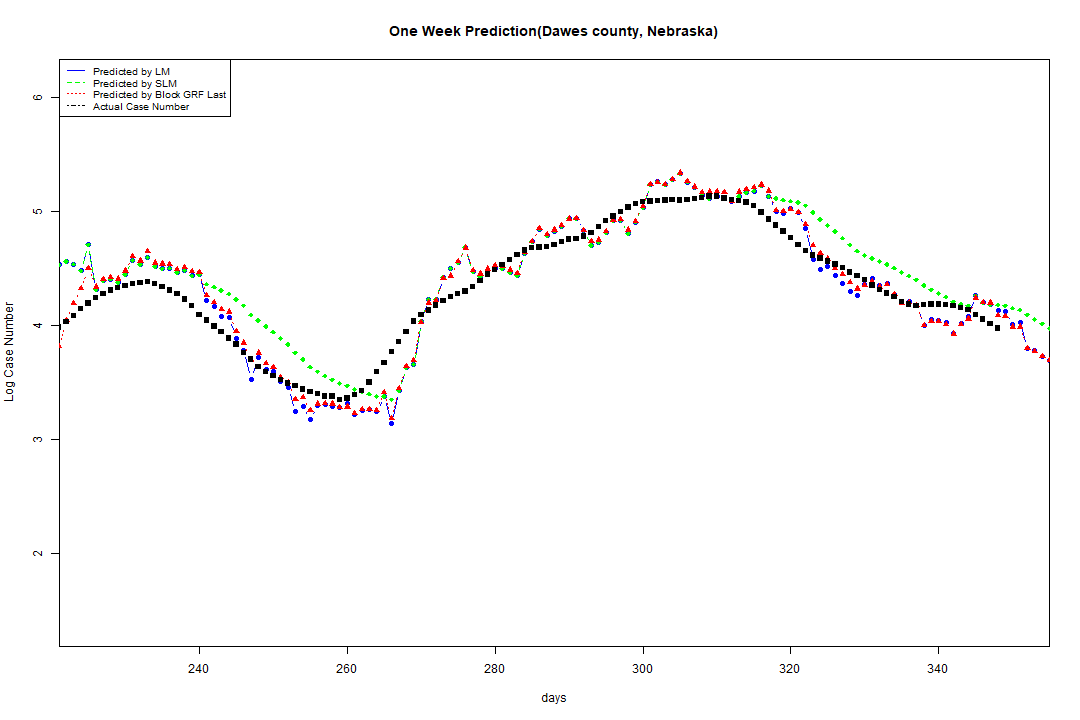 One Week Prediction(Dawes county, Nebraska)
Predicted by LM
Predicted by SLM
Predicted by Block GRF Last
Actual Case Number
6
5
4
3
2
Log Case Number
240
260
280
300
320
340
days